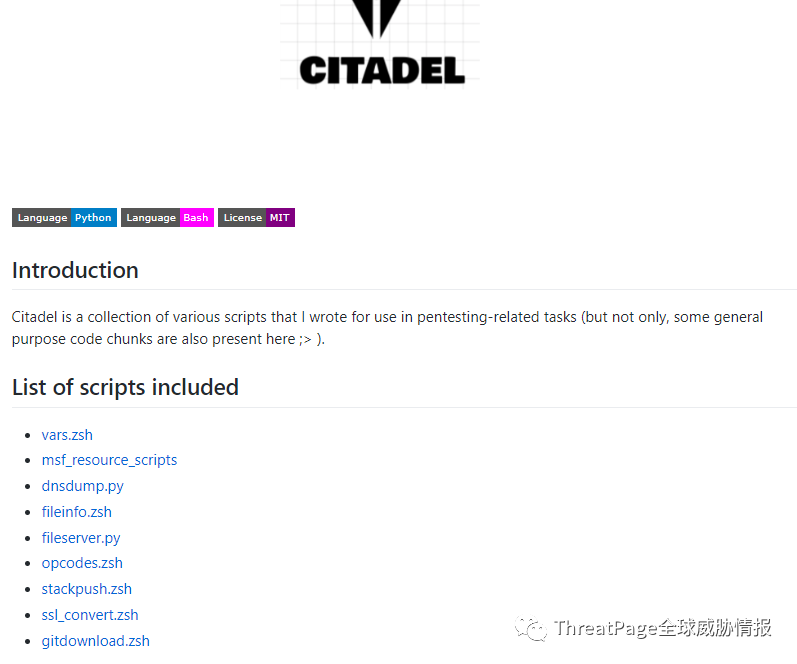 CITADEL
Language Python Language Bash License MIT
Introduction
Citadel is a collection of various scripts that I wrote for use in pentesting-related tasks (but not only, some general
purpose code chunks are also present here ;> ).
List of scripts included
vars.zsh
msf_resource_scripts
dnsdump.py
fileinfo.zsh
fileserver.py
opcodes.zsh
stackpush.zsh
ssl_convert.zsh
gitdownload.zsh
ThreatPage全球威胁情报